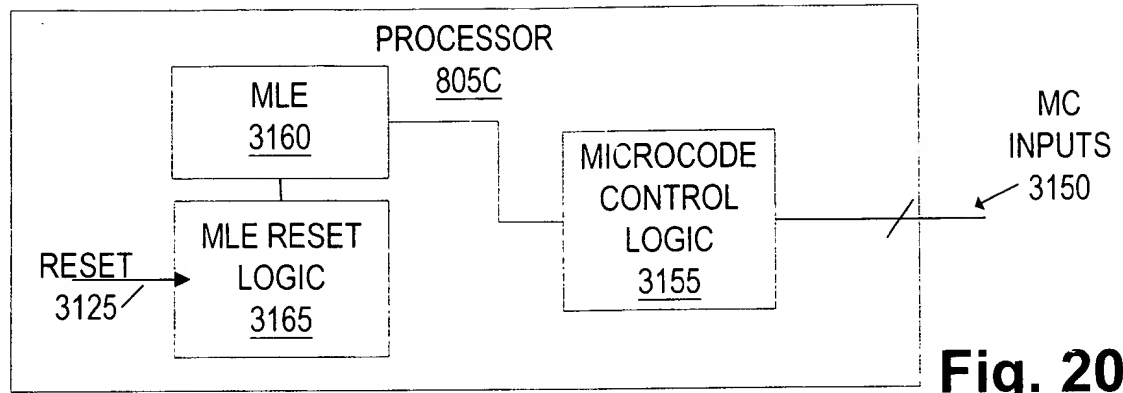 PROCESSOR
805C
MLE
3160
MC
INPUTS
3150
MICROCODE
CONTROL
LOGIC
3155
MLE RESET
LOGIC
3165
RESET
3125
Fig. 20